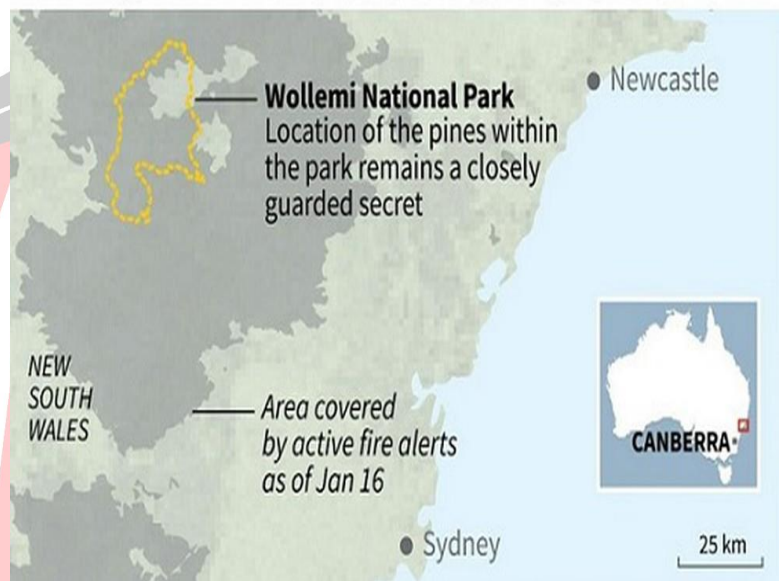 Newcastle
Wollemi National Park
Location of the pines within
the park remains a closely
guarded secret
NEW
SOUTH
WALES
Area covered
by active fire alerts
as of Jan 16
CANBERRA
Sydney
25 km